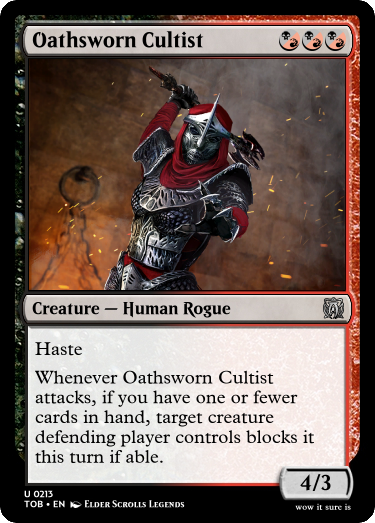 Oathsworn Cultist
Creature — Human Rogue
Haste
Whenever Oathsworn Cultist
attacks, if you have one or fewer
cards in hand, target creature
defending player controls blocks it
this turn if able.
4/3
U 0213
TOB • EN Elder Scrolls Legends
wow it sure is